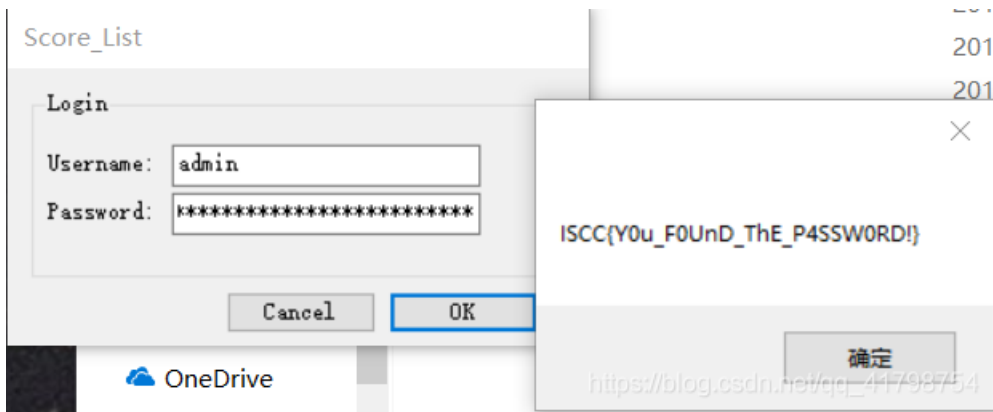 Score_List
201
201
Login
Username:
admin
Password:
*************************
ISCC{Y0u_F0UnD_ThE_P4SSW0RD!}
Cancel
OK
确定
OneDrive
https://blog.csdn.net/qq_41798754